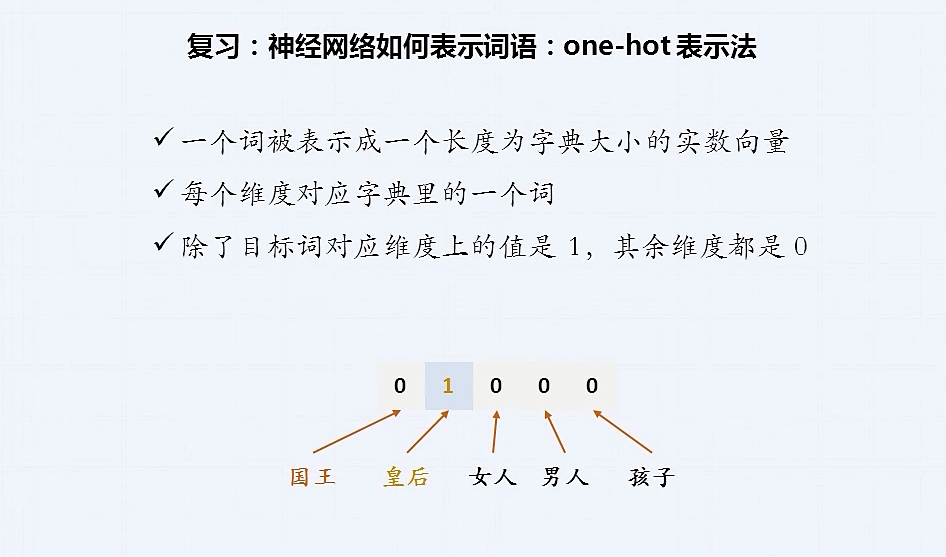 复习：神经网络如何表示词语：one-hot 表示法
✓ 一个词被表示成一个长度为字典大小的实数向量
✓ 每个维度对应字典里的一个词
✓ 除了目标词对应维度上的值是 1，其余维度都是 0
0 1 0 0 0
国王 皇后 女人 男人 孩子